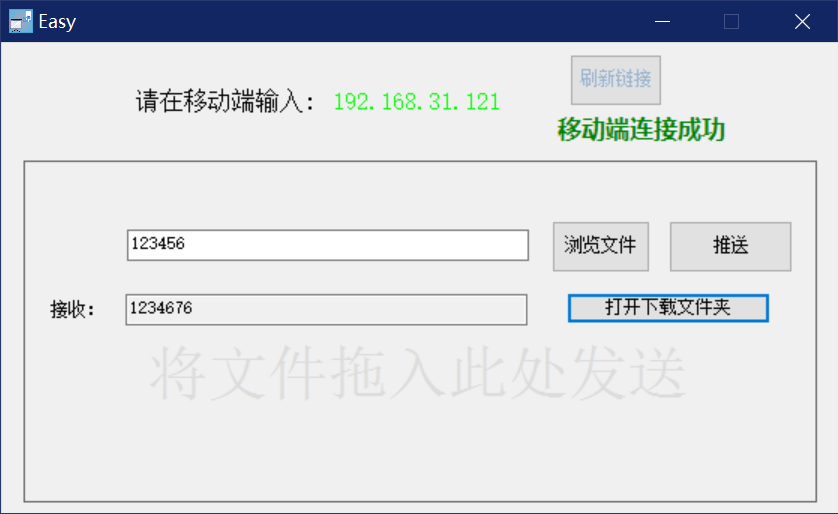 Easy
刷新链接
请在移动端输入: 192.168.31.121
移动端连接成功
123456 浏览文件 推送
接收: 1234676 打开下载文件夹
将文件拖入此处发送